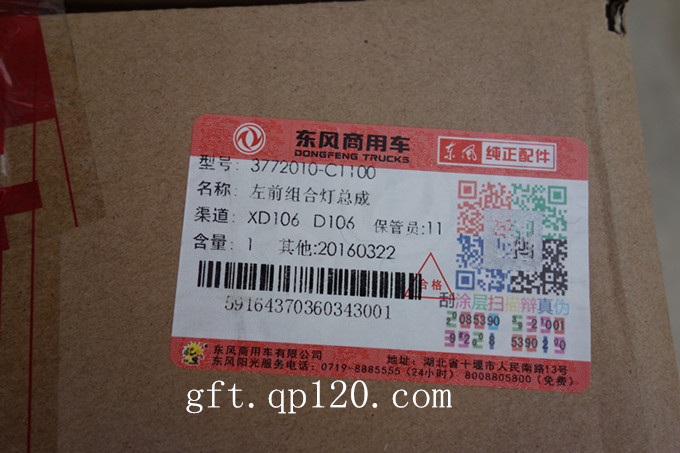 东风商用车
DONGFENG TRUCKS
东风 纯正配件
型号: 3772010-C1100
名称: 左前组合灯总成
渠道: XD106 D106 保管员:11
含量: 1 其他:20160322
合格
59164370360343001
刮涂层扫描辩真伪
东风商用车有限公司
地址: 湖北省十堰市人民南路13号
东风阳光服务电话: 0719-8885555 (24小时) 8008805800 (免费)
gft.qp120.com